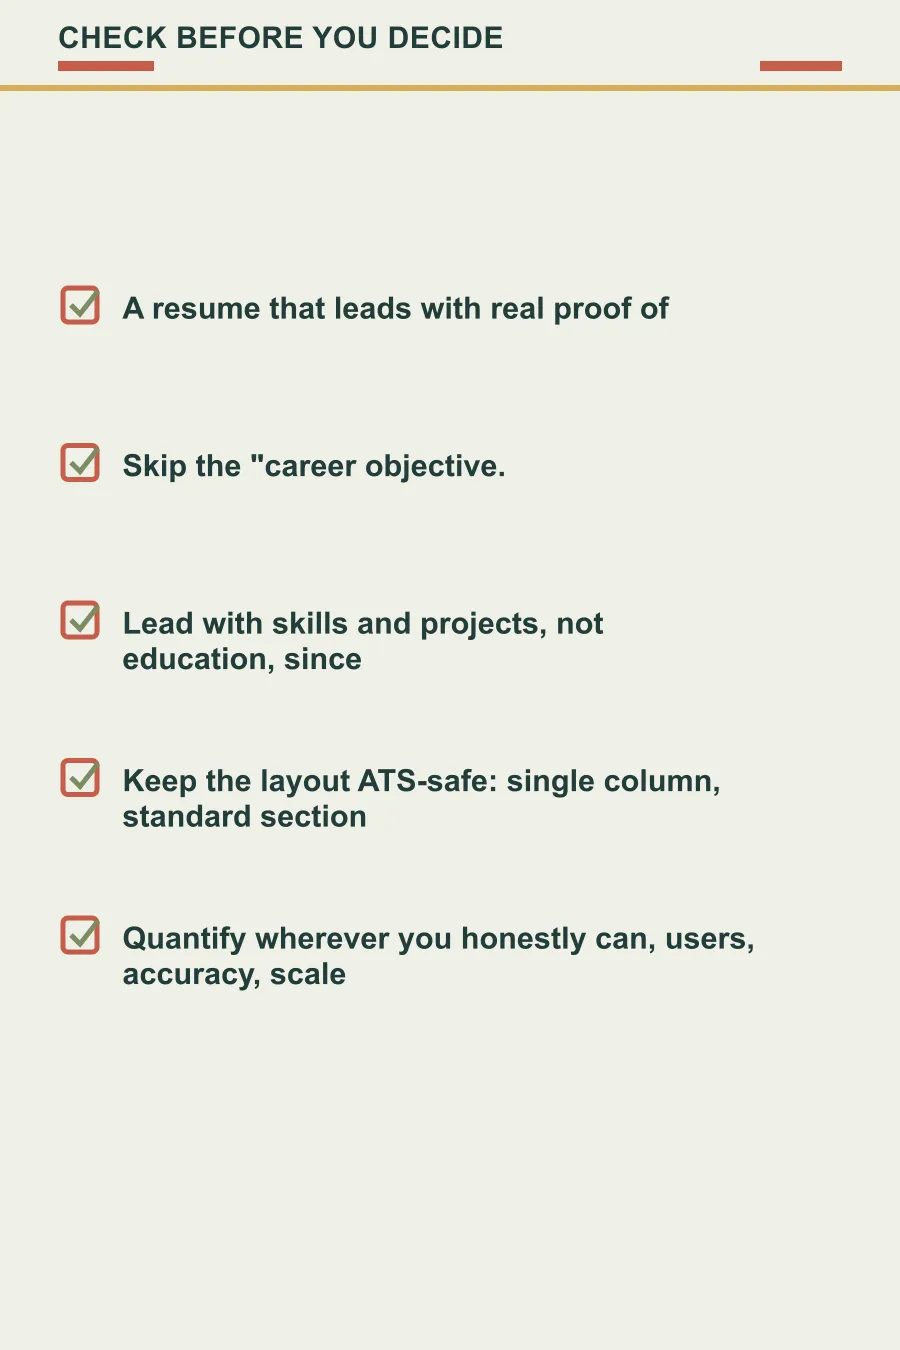 CHECK BEFORE YOU DECIDE
A resume that leads with real proof of
Skip the "career objective.
Lead with skills and projects, not
education, since
Keep the layout ATS-safe: single column,
standard section
Quantify wherever you honestly can, users,
accuracy, scale